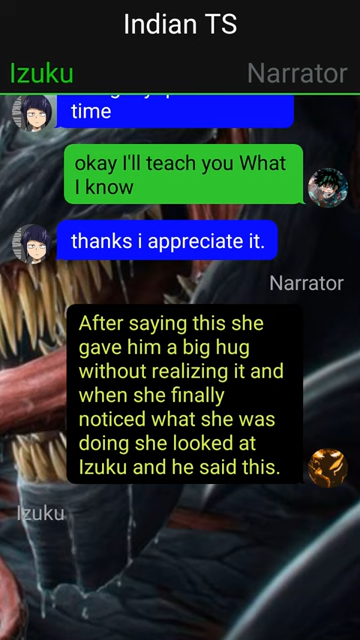 Indian TS
Izuku
Narrator
time
okay I'll teach you What
I know
thanks i appreciate it.
Narrator
After saying this she
gave him a big hug
without realizing it and
when she finally
noticed what she was
doing she looked at
Izuku and he said this.
Izuku